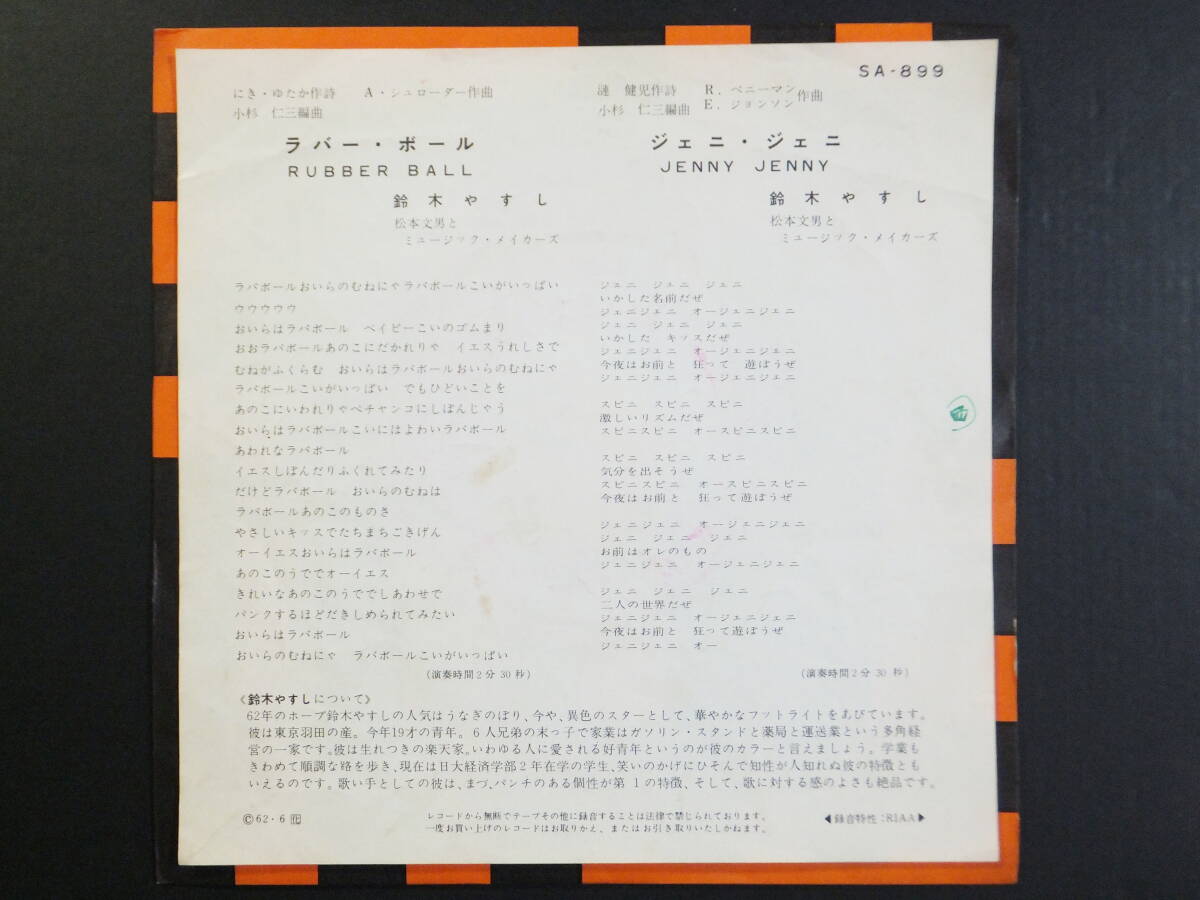 SA-899
にき・ゆたか作詩 A・シュローダー作曲
小杉 仁三編曲
ラバー・ボール
RUBBER BALL
鈴木やすし
松本文男と
ミュージック・メイカーズ
ラバボールおいらのむねにゃラバボールこいがいっぱい
ゥウウウウ
おいらはラバボール ベイビーこいのゴムまり
おおラバボールあのこにだかれりゃ イエスうれしさで
むねがふくらむ おいらはラバボールおいらのむねにゃ
ラバボールこいがいっぱい でもひどいことを
あのこにいわれりゃペチャンコにしぼんじゃう
おいらはラバボールこいにはよわいラバボール
あわれなラバボール
イエスしぼんだりふくれてみたり
だけどラバボール おいらのむねは
ラバボールあのこのものさ
やさしいキッスでたちまちごきげん
オーイエスおいらはラバボール
あのこのうででオーイエス
きれいなあのこのうででしあわせで
パンクするほどだきしめられてみたい
おいらはラバボール
おいらのむねにゃ ラバボールこいがいっぱい
(演奏時間2分30秒)
漣 健児作詩 R.ペニーマン
E.ジョンソン 作曲
小杉 仁三編曲
ジェニ・ジェニ
JENNY JENNY
鈴木やすし
松本文男と
ミュージック・メイカーズ
ジェニ ジェニ ジェニ
いかした名前だぜ
ジェニジェニ オージェニジェニ
ジェニ ジェニ ジェニ
いかした キッスだぜ
ジェニジェニ オージェニジェニ
今夜はお前と 狂って 遊ぼうぜ
ジェニジェニ オージェニジェニ
スピニ スピニ スピニ
激しいリズムだぜ
スピニスピニ オースピニスピニ
スピニ スピニ スピニ
気分を出そうぜ
スピニスピニ オースピニスピニ
今夜はお前と 狂って遊ぼうぜ
ジェニジェニ オージェニジェニ
ジェニ ジェニ ジェニ
お前はオレのもの
ジェニジェニ オージェニジェニ
ジェニ ジェニ ジェニ
二人の世界だぜ
ジェニジェニ オージェニジェニ
今夜はお前と 狂って遊ぼうぜ
ジェニジェニ オー
(演奏時間2分30秒)
《鈴木やすしについて》
62年のホープ鈴木やすしの人気はうなぎのぼり、今や、異色のスターとして、華やかなフットライトをあびています。
彼は東京羽田の産。今年19才の青年。6人兄弟の末っ子で家業はガソリン・スタンドと薬局と運送業という多角経
営の一家です。彼は生れつきの楽天家。いわゆる人に愛される好青年というのが彼のカラーと言えましょう。学業も
きわめて順調な路を歩き、現在は日大経済学部2年在学の学生、笑いのかげにひそんで知性が人知れぬ彼の特徴とも
いえるのです。歌い手としての彼は、まづ、パンチのある個性が第1の特徴、そして、歌に対する感のよさも絶品です。
©62・6
レコードから無断でテープその他に録音することは法律で禁じられております。
一度お買い上げのレコードはお取りかえ、またはお引き取りいたしかねます。
◀録音特性:RIAA▶